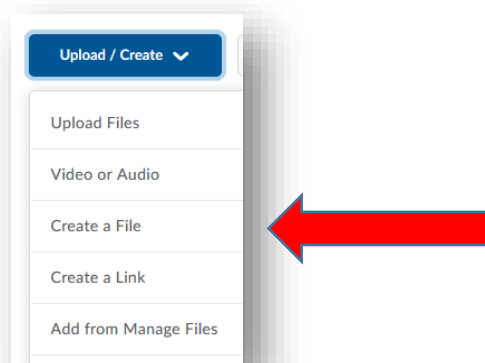 Upload / Create
Upload Files
Video or Audio
Create a File
Create a Link
Add from Manage Files